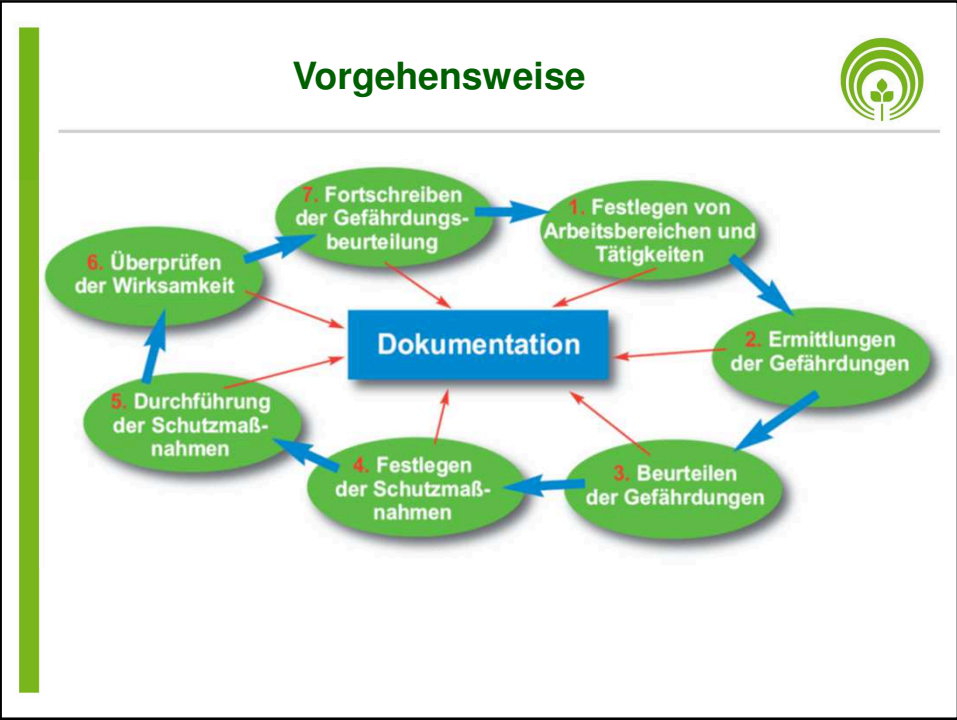 Vorgehensweise
7. Fortschreiben
der Gefährdungs-
beurteilung
1. Festlegen von
Arbeitsbereichen und
Tätigkeiten
6. Überprüfen
der Wirksamkeit
Dokumentation
2. Ermittlungen
der Gefährdungen
5. Durchführung
der Schutzmaß-
nahmen
4. Festlegen
der Schutzmaß-
nahmen
3. Beurteilen
der Gefährdungen